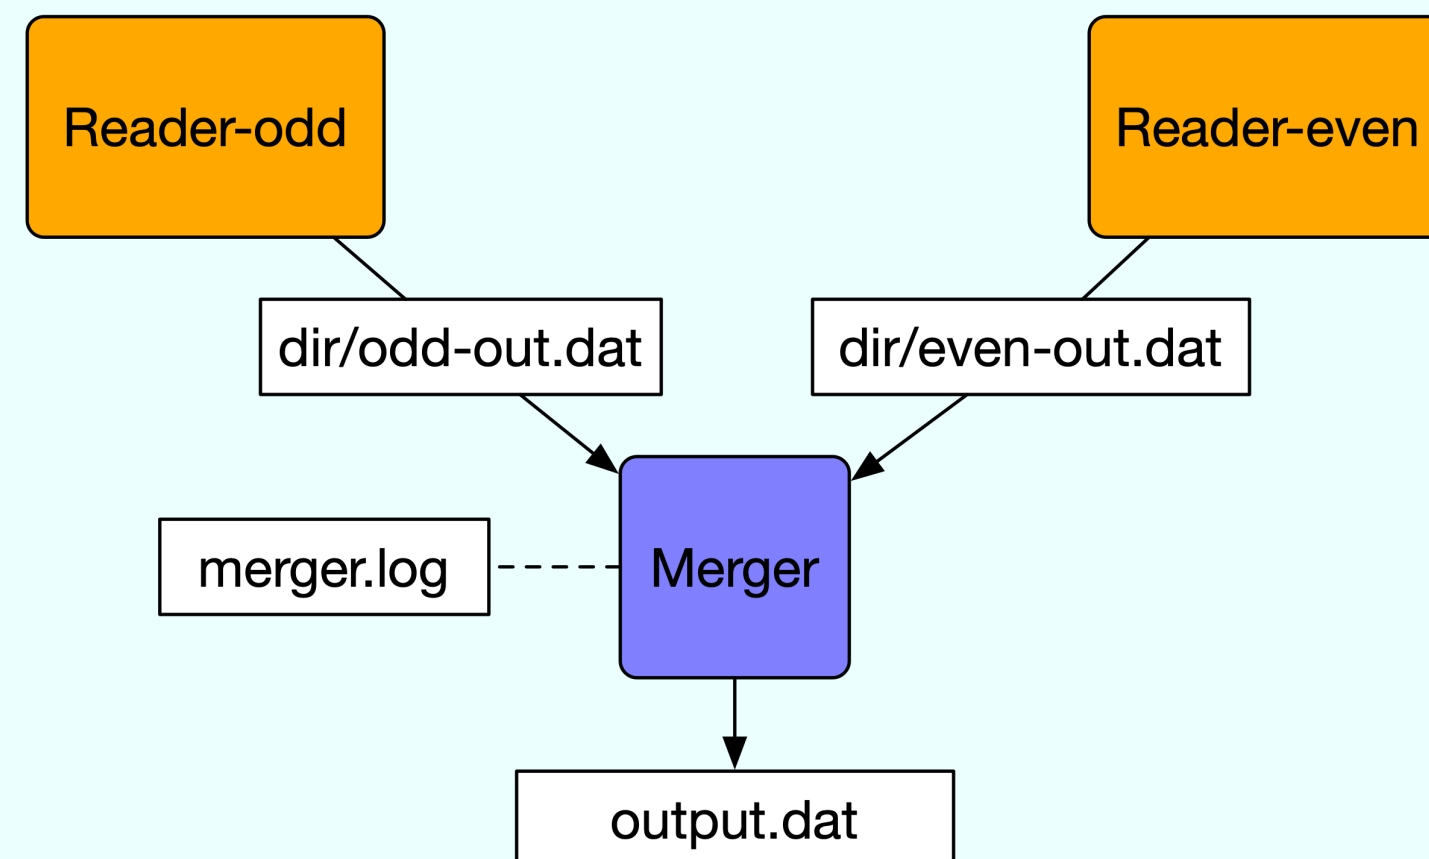 Reader-odd
Reader-even
dir/odd-out.dat
dir/even-out.dat
merger.log
Merger
output.dat